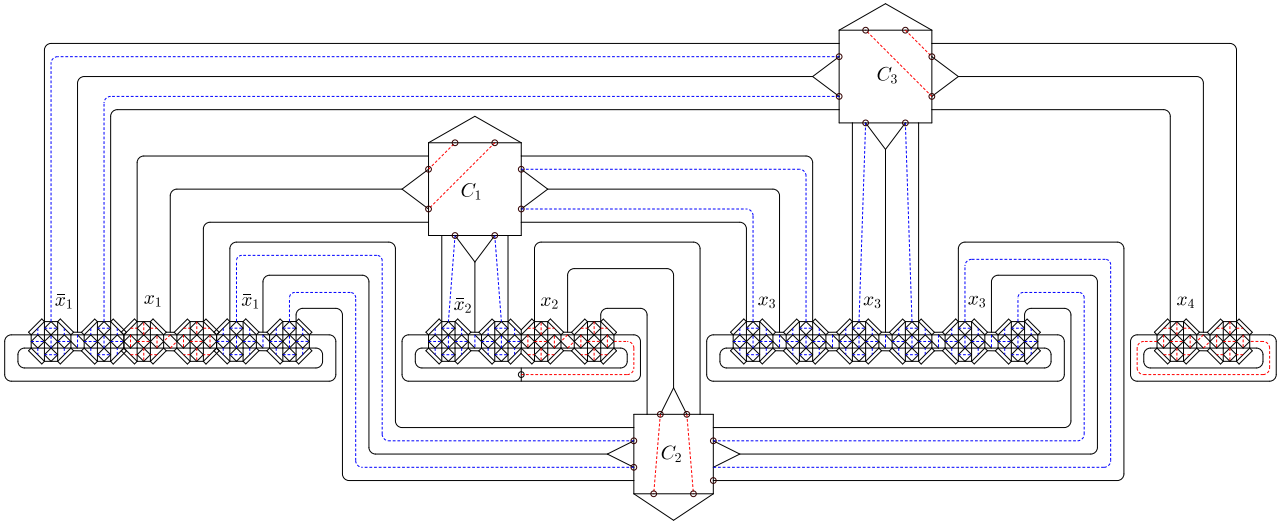 C₃
C₁
x̄₁
x₁
x̄₁
x̄₂
x₂
x₃
x₃
x₃
x₄
C₂